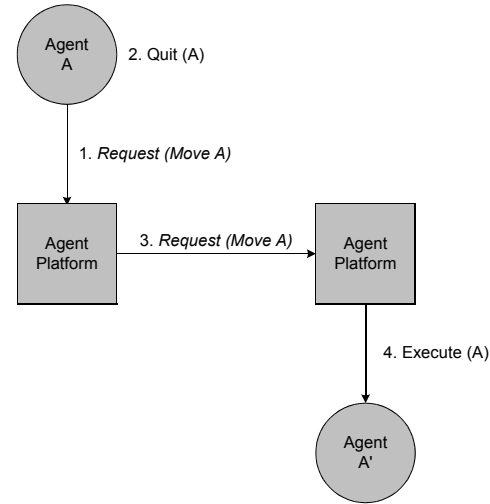 Agent
A
2. Quit (A)
1. Request (Move A)
Agent
Platform
3. Request (Move A)
Agent
Platform
4. Execute (A)
Agent
A'